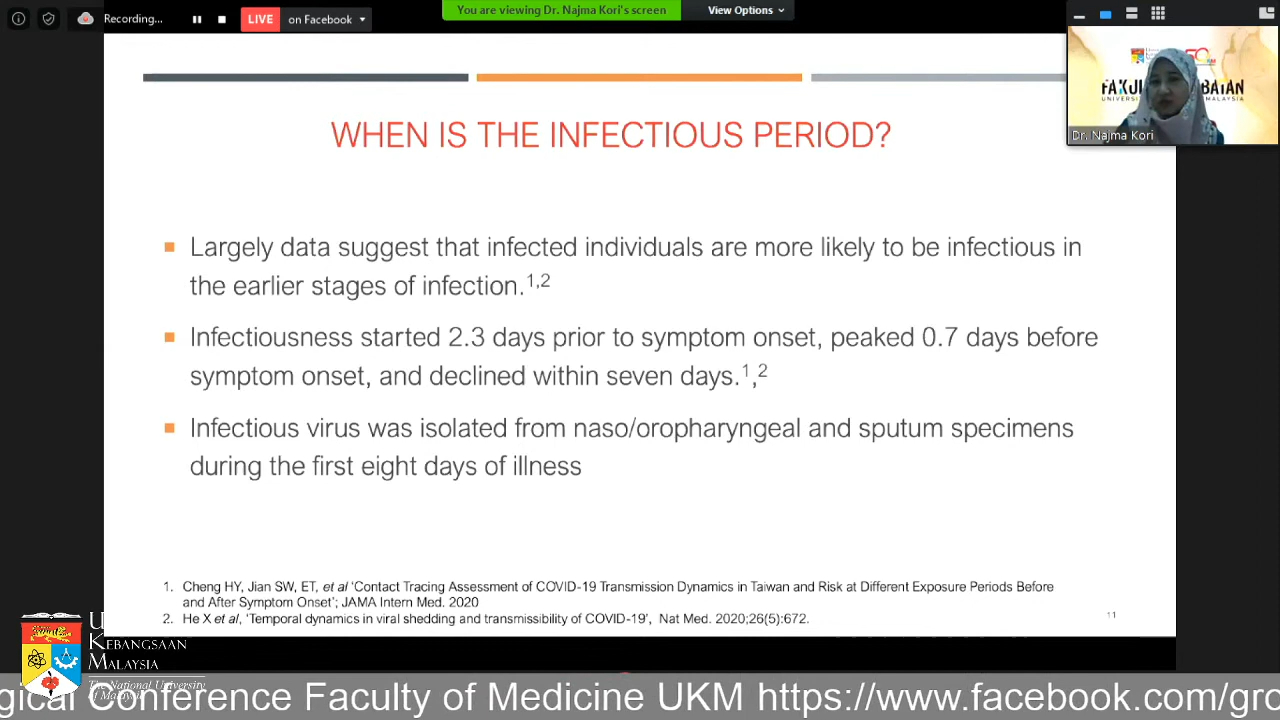 Recording...
LIVE on Facebook
You are viewing Dr. Najma Kori's screen
View Options
WHEN IS THE INFECTIOUS PERIOD?
Dr. Najma Kori
Largely data suggest that infected individuals are more likely to be infectious in
the earlier stages of infection.1,2
Infectiousness started 2.3 days prior to symptom onset, peaked 0.7 days before
symptom onset, and declined within seven days.1,2
Infectious virus was isolated from naso/oropharyngeal and sputum specimens
during the first eight days of illness
1. Cheng HY, Jian SW, ET, et al ‘Contact Tracing Assessment of COVID-19 Transmission Dynamics in Taiwan and Risk at Different Exposure Periods Before
and After Symptom Onset’; JAMA Intern Med. 2020
2. He X et al, ‘Temporal dynamics in viral shedding and transmissibility of COVID-19’, Nat Med. 2020;26(5):672.
11
KEBANGSAAN
MALAYSIA
The National University
of Malaysia
gical Conference Faculty of Medicine UKM https://www.facebook.com/gro